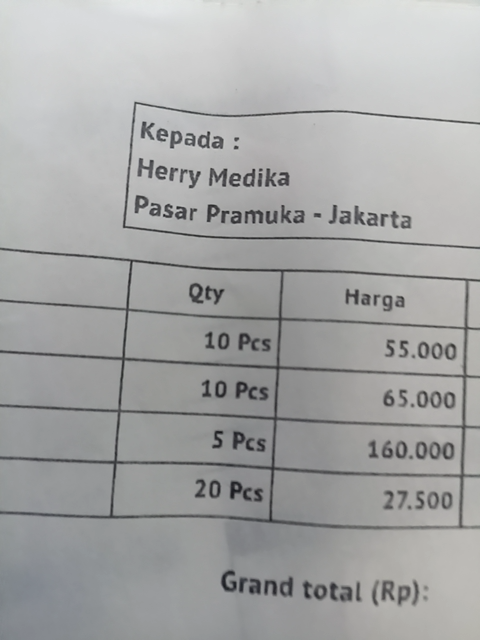 Kepada :
Herry Medika
Pasar Pramuka - Jakarta
Qty Harga
10 Pcs 55.000
10 Pcs 65.000
5 Pcs 160.000
20 Pcs 27.500
Grand total (Rp):